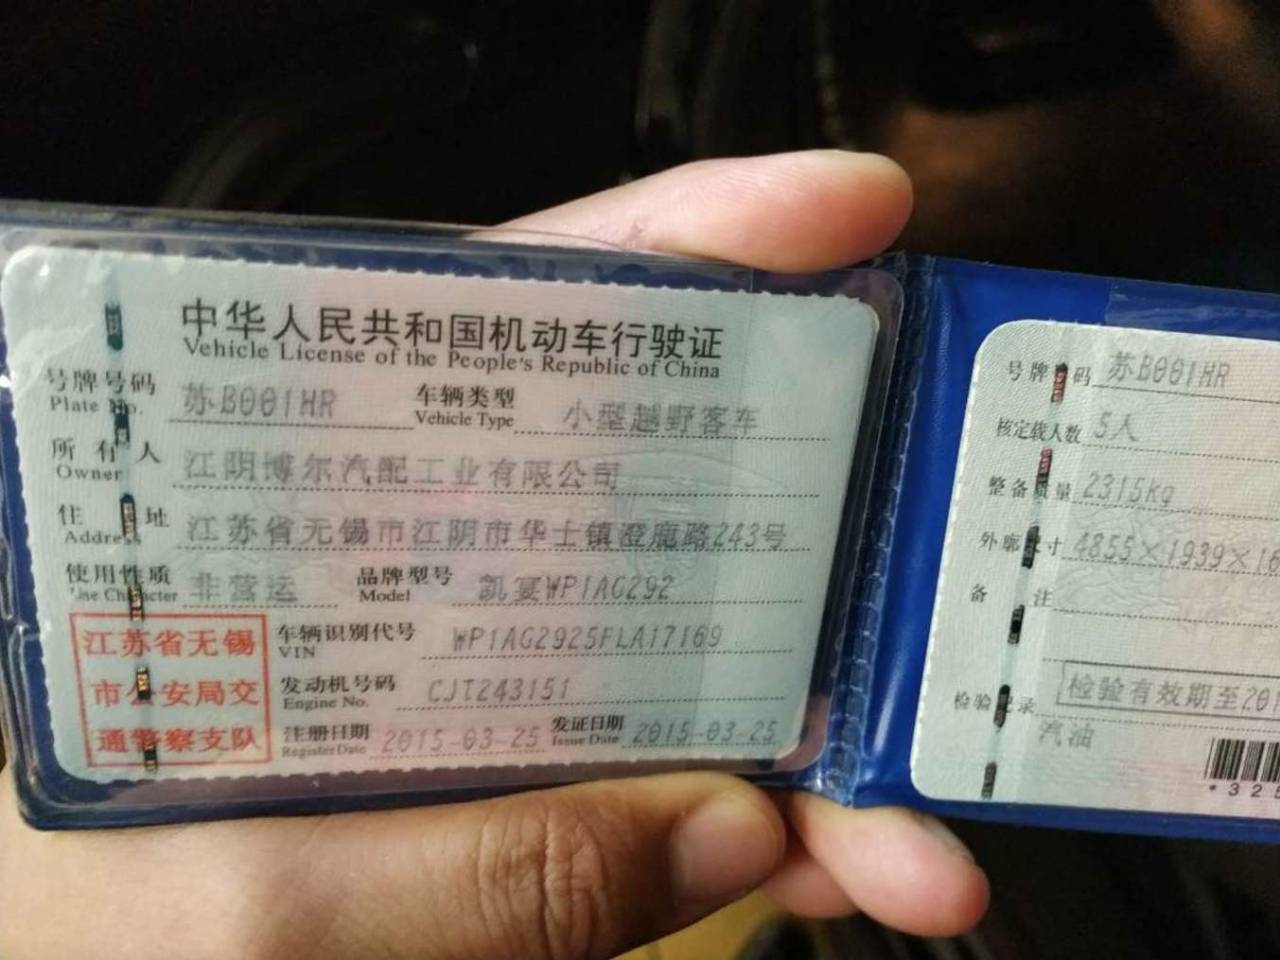 中华人民共和国机动车行驶证
Vehicle License of the People's Republic of China
号牌号码 苏B001HR 车辆类型 小型越野客车
Plate No. Vehicle Type
所有人 江阴博尔汽配工业有限公司
Owner
住址 江苏省无锡市江阴市华士镇澄鹿路243号
Address
使用性质 非营运 品牌型号 凯宴WP1AG292
Use Character Model
江苏省无锡
市公安局交
通警察支队
车辆识别代号 WP1AG2925FLA17169
VIN
发动机号码 CJT243151
Engine No.
注册日期 2015-03-25 发证日期 2015-03-25
Register Date Issue Date
号牌 码 苏B001HR
核定载人数 5人
整备质量 2315kg
外廓 寸 4855×1939×16
备注
检验 录 检验有效期至201
汽油
*325